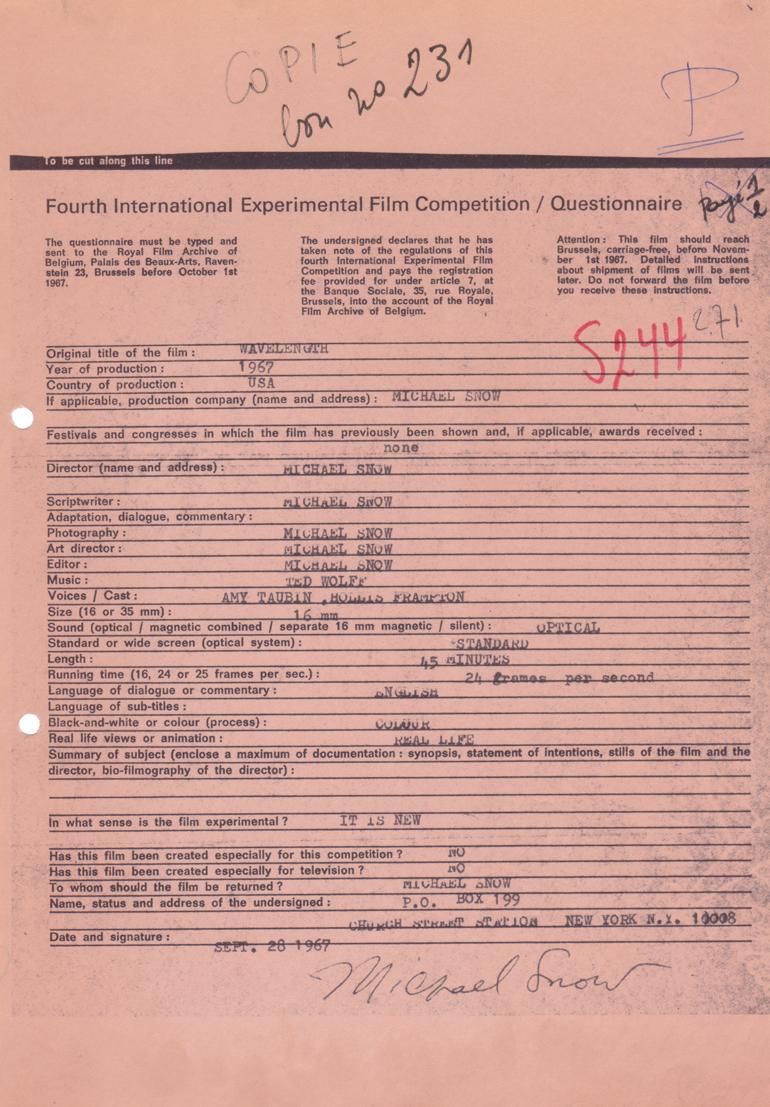 COPIE
bon no 231
P
To be cut along this line
Fourth International Experimental Film Competition / Questionnaire
Payé 1/2
The questionnaire must be typed and
sent to the Royal Film Archive of
Belgium, Palais des Beaux-Arts, Raven-
stein 23, Brussels before October 1st
1967.
The undersigned declares that he has
taken note of the regulations of this
fourth International Experimental Film
Competition and pays the registration
fee provided for under article 7, at
the Banque Sociale, 35, rue Royale,
Brussels, into the account of the Royal
Film Archive of Belgium.
Attention : This film should reach
Brussels, carriage-free, before Novem-
ber 1st 1967. Detailed instructions
about shipment of films will be sent
later. Do not forward the film before
you receive these instructions.
S244
271
Original title of the film : WAVELENGTH
Year of production : 1967
Country of production : USA
If applicable, production company (name and address) : MICHAEL SNOW
Festivals and congresses in which the film has previously been shown and, if applicable, awards received :
none
Director (name and address) : MICHAEL SNOW
Scriptwriter : MICHAEL SNOW
Adaptation, dialogue, commentary :
Photography : MICHAEL SNOW
Art director : MICHAEL SNOW
Editor : MICHAEL SNOW
Music : TED WOLFF
Voices / Cast : AMY TAUBIN ,HOLLIS FRAMPTON
Size (16 or 35 mm) : 16 mm
Sound (optical / magnetic combined / separate 16 mm magnetic / silent) : OPTICAL
Standard or wide screen (optical system) : STANDARD
Length : 45 MINUTES
Running time (16, 24 or 25 frames per sec.) : 24 frames per second
Language of dialogue or commentary : ENGLISH
Language of sub-titles :
Black-and-white or colour (process) : COLOUR
Real life views or animation : REAL LIFE
Summary of subject (enclose a maximum of documentation : synopsis, statement of intentions, stills of the film and the
director, bio-filmography of the director) :
In what sense is the film experimental ? IT IS NEW
Has this film been created especially for this competition ? NO
Has this film been created especially for television ? NO
To whom should the film be returned ? MICHAEL SNOW
Name, status and address of the undersigned : P.O. BOX 199
CHURCH STREET STATION NEW YORK N.Y. 10008
Date and signature :
SEPT. 28 1967
Michael Snow